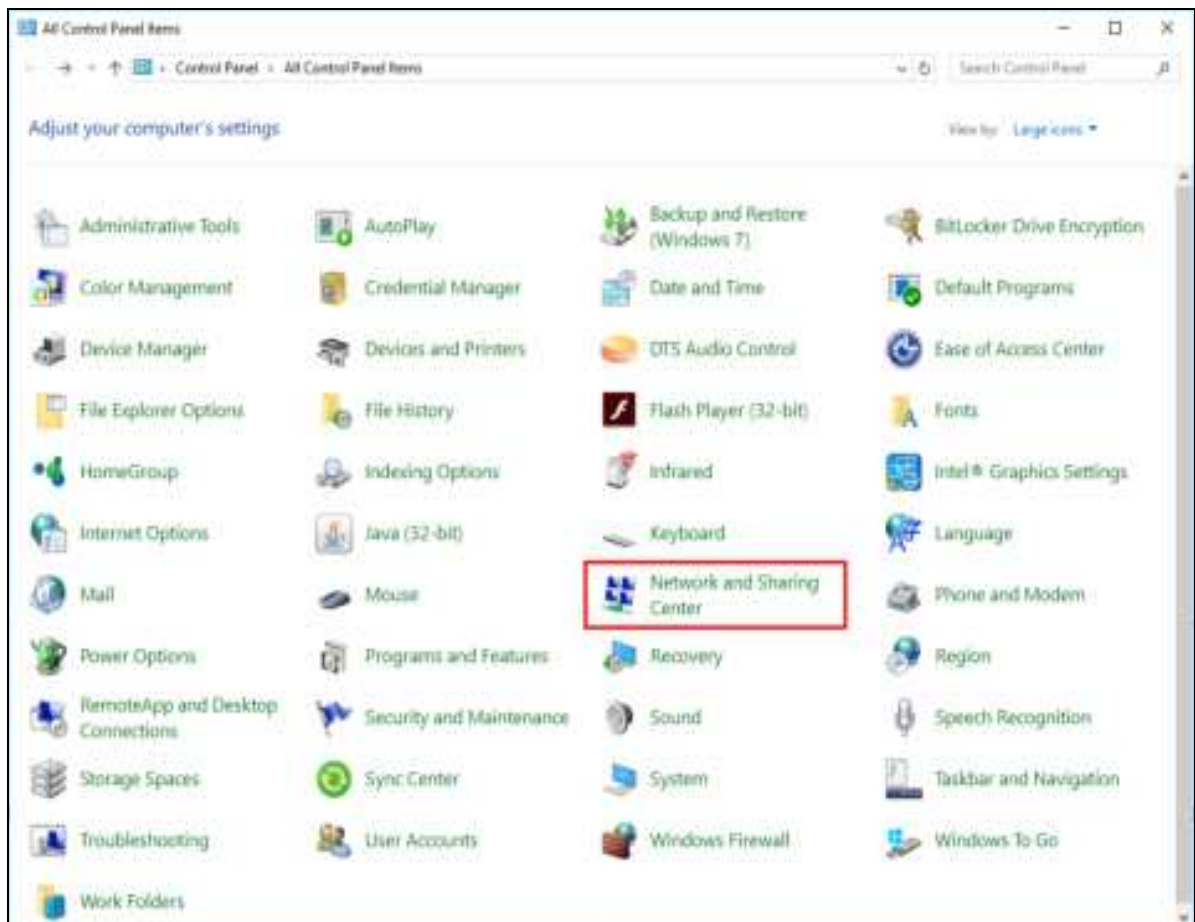 All Control Panel Items
Control Panel › All Control Panel Items
Search Control Panel
Adjust your computer's settings
View by: Large icons
Administrative Tools
AutoPlay
Backup and Restore
(Windows 7)
BitLocker Drive Encryption
Color Management
Credential Manager
Date and Time
Default Programs
Device Manager
Devices and Printers
DTS Audio Control
Ease of Access Center
File Explorer Options
File History
Flash Player (32-bit)
Fonts
HomeGroup
Indexing Options
Infrared
Intel® Graphics Settings
Internet Options
Java (32-bit)
Keyboard
Language
Mail
Mouse
Network and Sharing
Center
Phone and Modem
Power Options
Programs and Features
Recovery
Region
RemoteApp and Desktop
Connections
Security and Maintenance
Sound
Speech Recognition
Storage Spaces
Sync Center
System
Taskbar and Navigation
Troubleshooting
User Accounts
Windows Firewall
Windows To Go
Work Folders